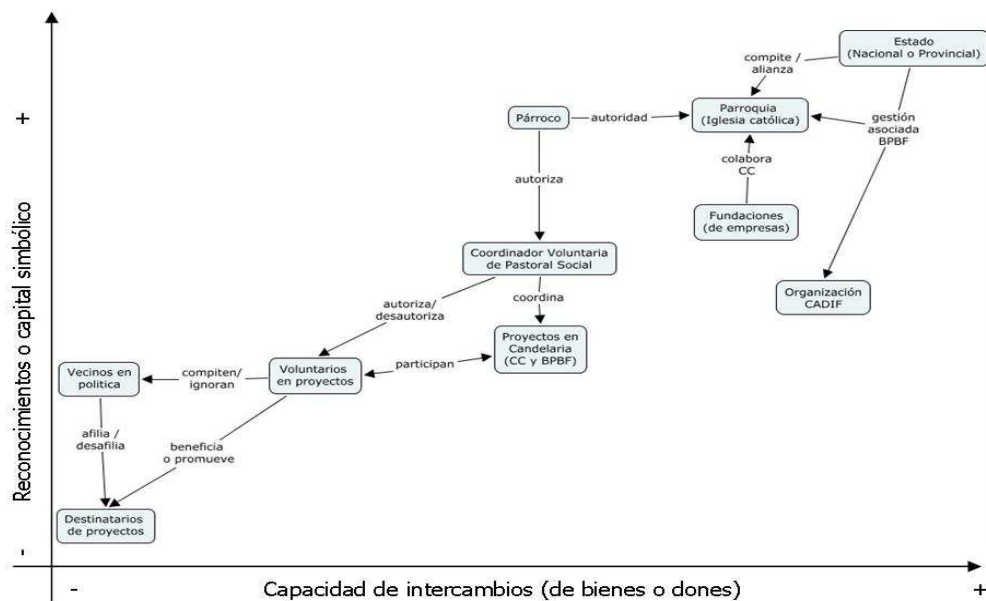 Estado
(Nacional o Provincial)
compite /
alianza
+
Párroco
autoridad
Parroquia
(Iglesia católica)
gestión
asociada
BPBF
colabora
CC
autoriza
Fundaciones
(de empresas)
Coordinador Voluntaria
de Pastoral Social
Organización
CADIF
autoriza/
desautoriza
coordina
Proyectos en
Candelaria
(CC y BPBF)
Vecinos en
politica
compiten/
ignoran
Voluntarios
en proyectos
participan
afilia /
desafilia
beneficia
o promueve
Destinatarios
de proyectos
Reconocimientos o capital simbólico
-
-
Capacidad de intercambios (de bienes o dones)
+